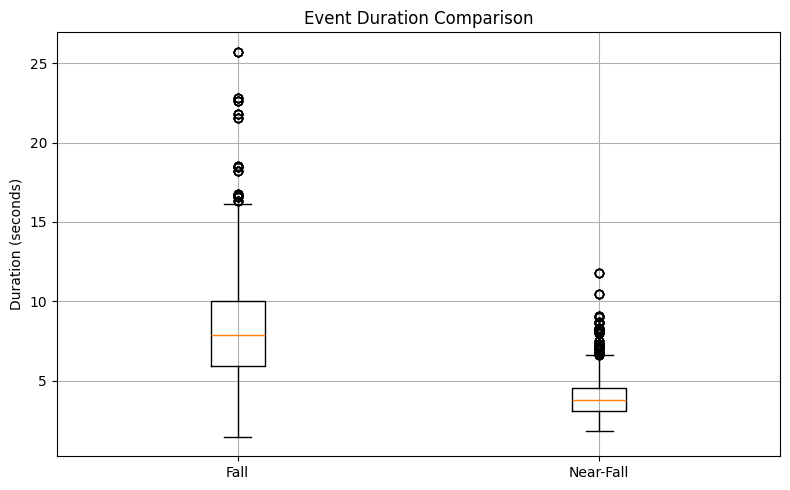 Event Duration Comparison
Duration (seconds)
25
20
15
10
5
Fall
Near-Fall